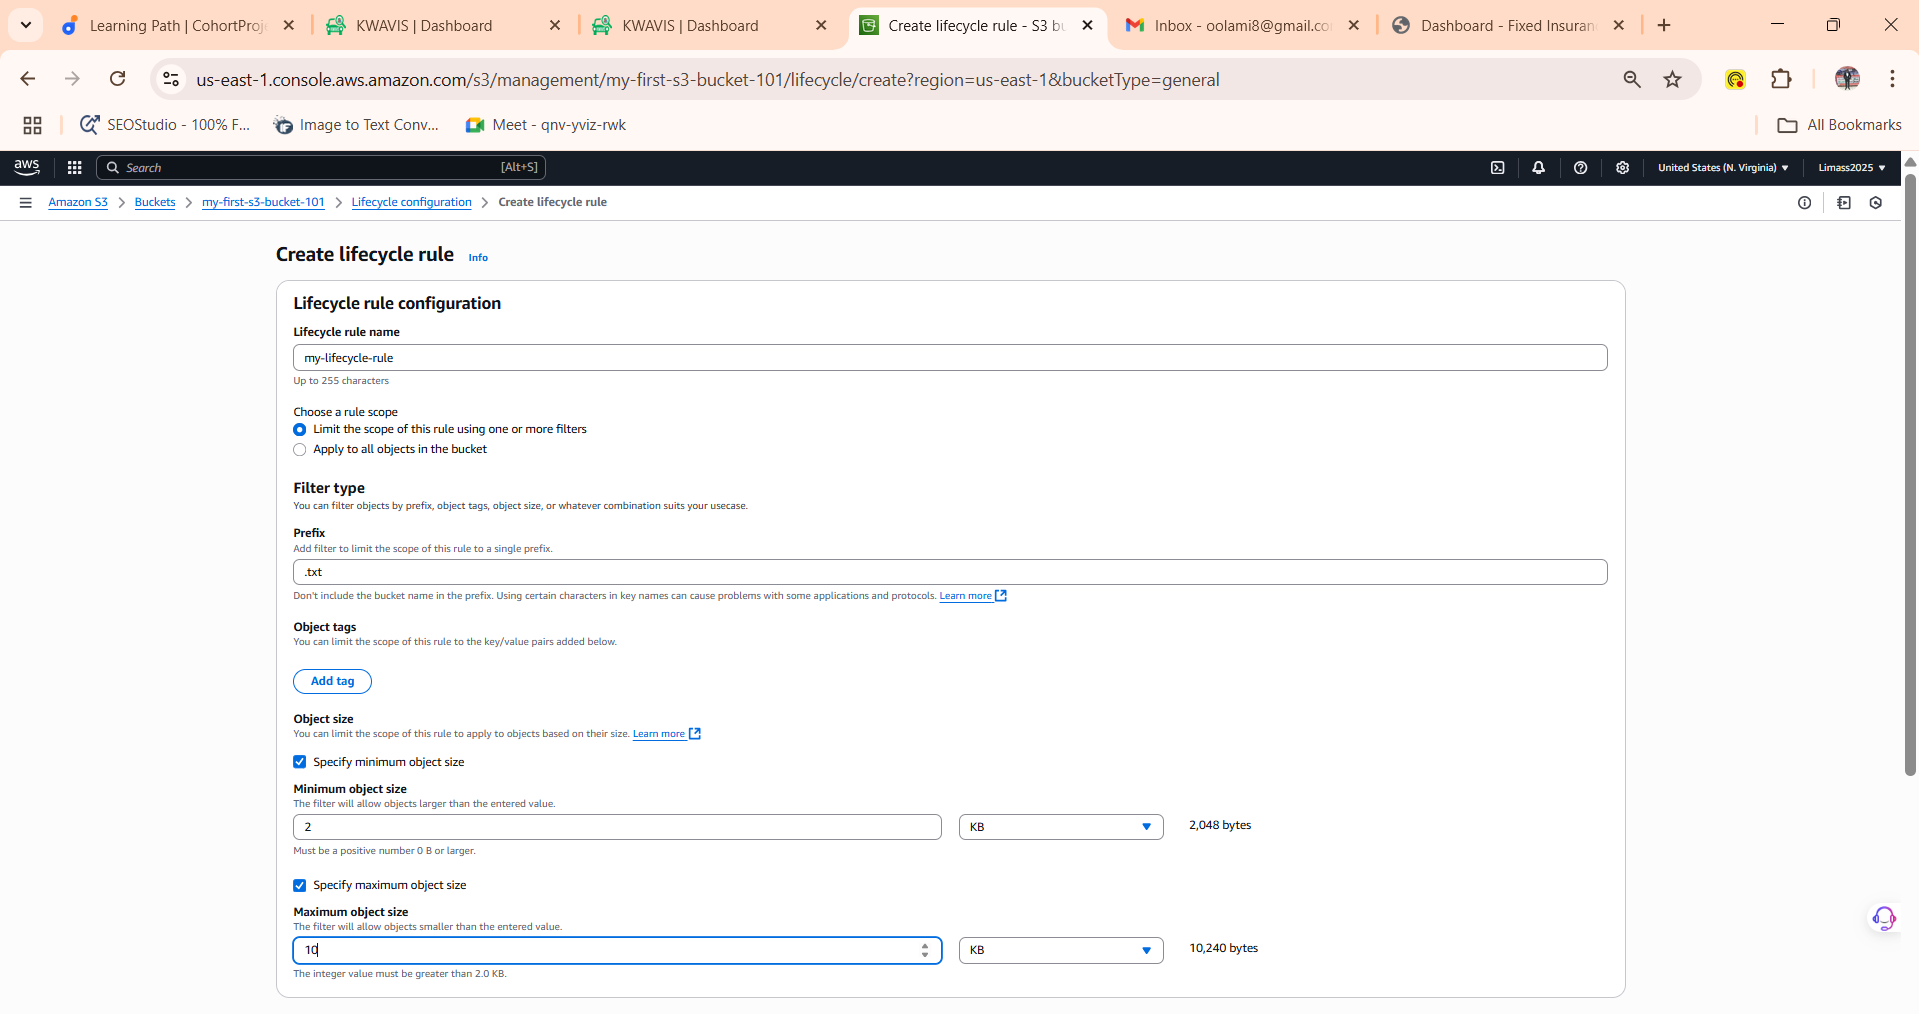 Learning Path | CohortProj
KWAVIS | Dashboard
KWAVIS | Dashboard
Create lifecycle rule - S3 bu
Inbox - oolami8@gmail.co
Dashboard - Fixed Insuran
us-east-1.console.aws.amazon.com/s3/management/my-first-s3-bucket-101/lifecycle/create?region=us-east-1&bucketType=general
SEOStudio - 100% F...
Image to Text Conv...
Meet - qnv-yviz-rwk
All Bookmarks
aws
Search
[Alt+S]
United States (N. Virginia)
Limass2025
Amazon S3
Buckets
my-first-s3-bucket-101
Lifecycle configuration
Create lifecycle rule
Create lifecycle rule Info
Lifecycle rule configuration
Lifecycle rule name
my-lifecycle-rule
Up to 255 characters
Choose a rule scope
Limit the scope of this rule using one or more filters
Apply to all objects in the bucket
Filter type
You can filter objects by prefix, object tags, object size, or whatever combination suits your usecase.
Prefix
Add filter to limit the scope of this rule to a single prefix.
.txt
Don't include the bucket name in the prefix. Using certain characters in key names can cause problems with some applications and protocols. Learn more
Object tags
You can limit the scope of this rule to the key/value pairs added below.
Add tag
Object size
You can limit the scope of this rule to apply to objects based on their size. Learn more
Specify minimum object size
Minimum object size
The filter will allow objects larger than the entered value.
2 KB 2,048 bytes
Must be a positive number 0 B or larger.
Specify maximum object size
Maximum object size
The filter will allow objects smaller than the entered value.
10 KB 10,240 bytes
The integer value must be greater than 2.0 KB.